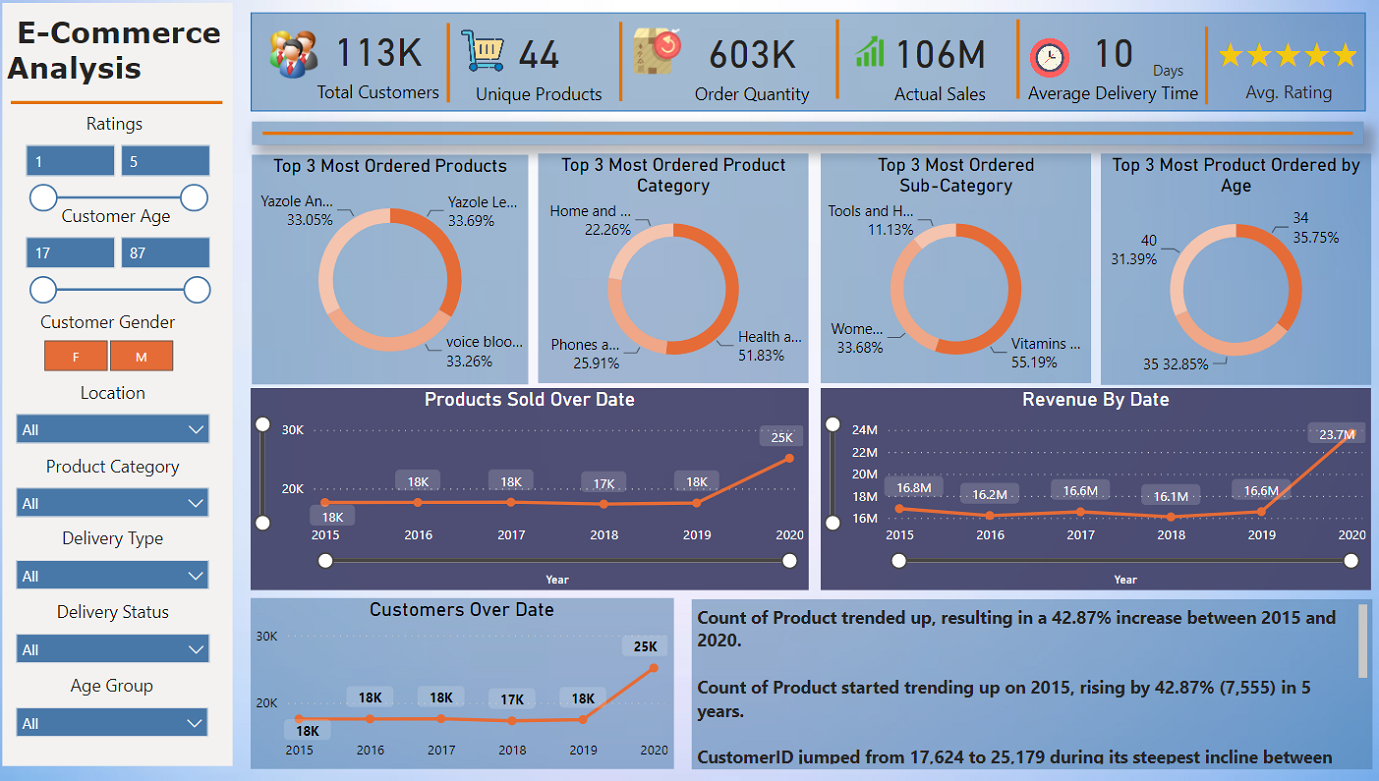 E-Commerce
Analysis
Ratings
1 5
Customer Age
17 87
Customer Gender
F M
Location
All
Product Category
All
Delivery Type
All
Delivery Status
All
Age Group
All
113K
Total Customers
44
Unique Products
603K
Order Quantity
106M
Actual Sales
10 Days
Average Delivery Time
Avg. Rating
Top 3 Most Ordered Products
Yazole An...
33.05%
Yazole Le...
33.69%
voice bloo...
33.26%
Top 3 Most Ordered Product
Category
Home and ...
22.26%
Phones a...
25.91%
Health a...
51.83%
Top 3 Most Ordered
Sub-Category
Tools and H...
11.13%
Wome...
33.68%
Vitamins ...
55.19%
Top 3 Most Product Ordered by
Age
34
35.75%
40
31.39%
35 32.85%
Products Sold Over Date
30K
20K
18K 18K 18K 17K 18K 25K
2015 2016 2017 2018 2019 2020
Year
Revenue By Date
24M
22M
20M
18M
16M
16.8M 16.2M 16.6M 16.1M 16.6M 23.7M
2015 2016 2017 2018 2019 2020
Year
Customers Over Date
30K
20K
18K 18K 18K 17K 18K 25K
2015 2016 2017 2018 2019 2020
Count of Product trended up, resulting in a 42.87% increase between 2015 and
2020.
Count of Product started trending up on 2015, rising by 42.87% (7,555) in 5
years.
CustomerID jumped from 17,624 to 25,179 during its steepest incline between